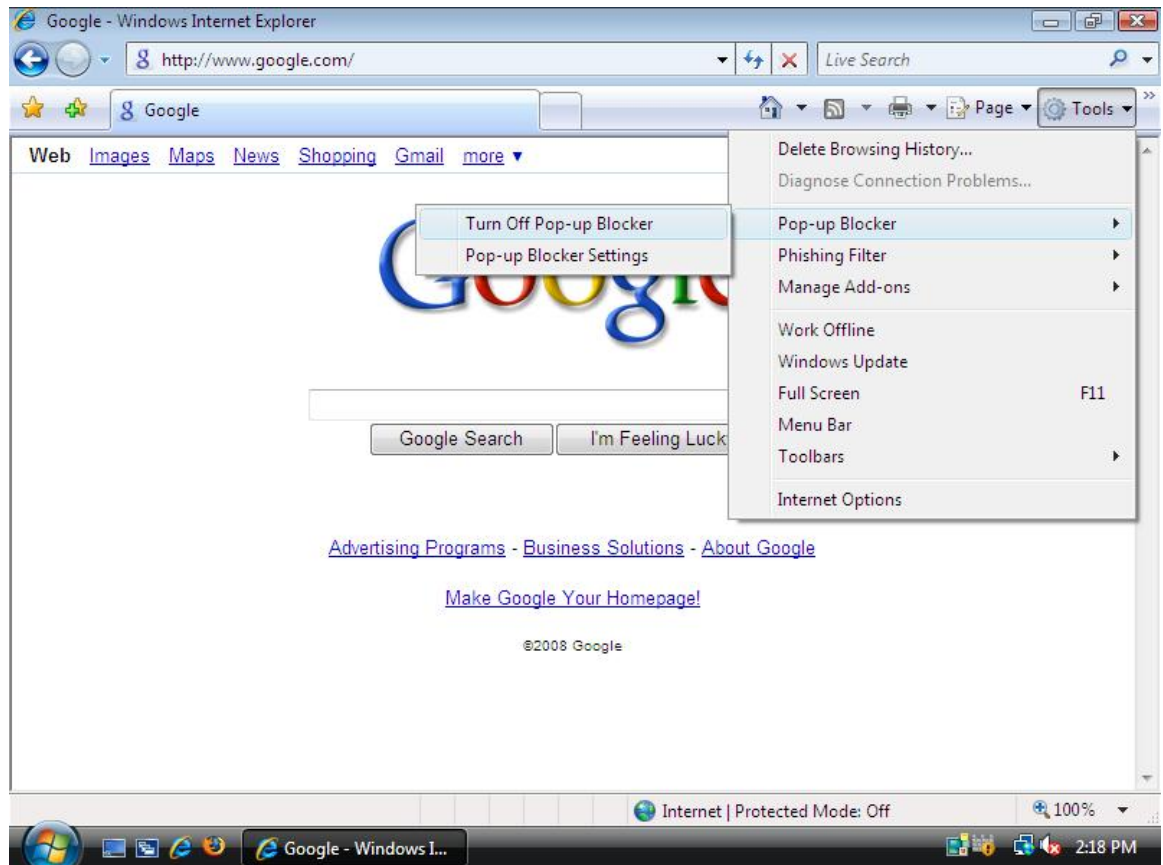 Google - Windows Internet Explorer
http://www.google.com/
Live Search
Google
Page
Tools
Web Images Maps News Shopping Gmail more
Delete Browsing History...
Diagnose Connection Problems...
Pop-up Blocker
Phishing Filter
Manage Add-ons
Work Offline
Windows Update
Full Screen F11
Menu Bar
Toolbars
Internet Options
Turn Off Pop-up Blocker
Pop-up Blocker Settings
Google
Google Search
I'm Feeling Luck
Advertising Programs - Business Solutions - About Google
Make Google Your Homepage!
©2008 Google
Internet | Protected Mode: Off
100%
Google - Windows I...
2:18 PM